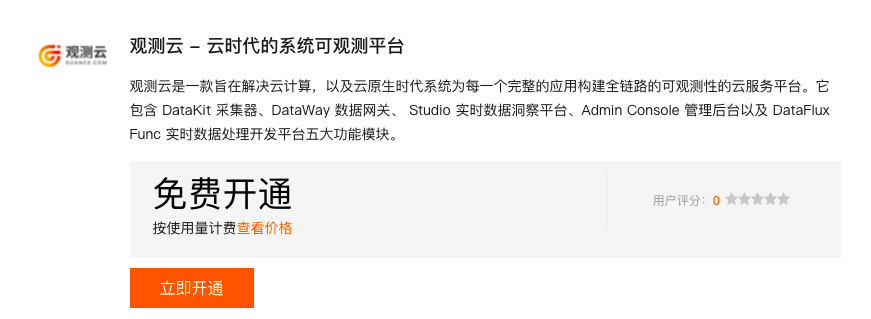 观测云
GUANCE.COM
观测云 – 云时代的系统可观测平台
观测云是一款旨在解决云计算，以及云原生时代系统为每一个完整的应用构建全链路的可观测性的云服务平台。它
包含 DataKit 采集器、DataWay 数据网关、 Studio 实时数据洞察平台、Admin Console 管理后台以及 DataFlux
Func 实时数据处理开发平台五大功能模块。
免费开通
用户评分：0
按使用量计费查看价格
立即开通